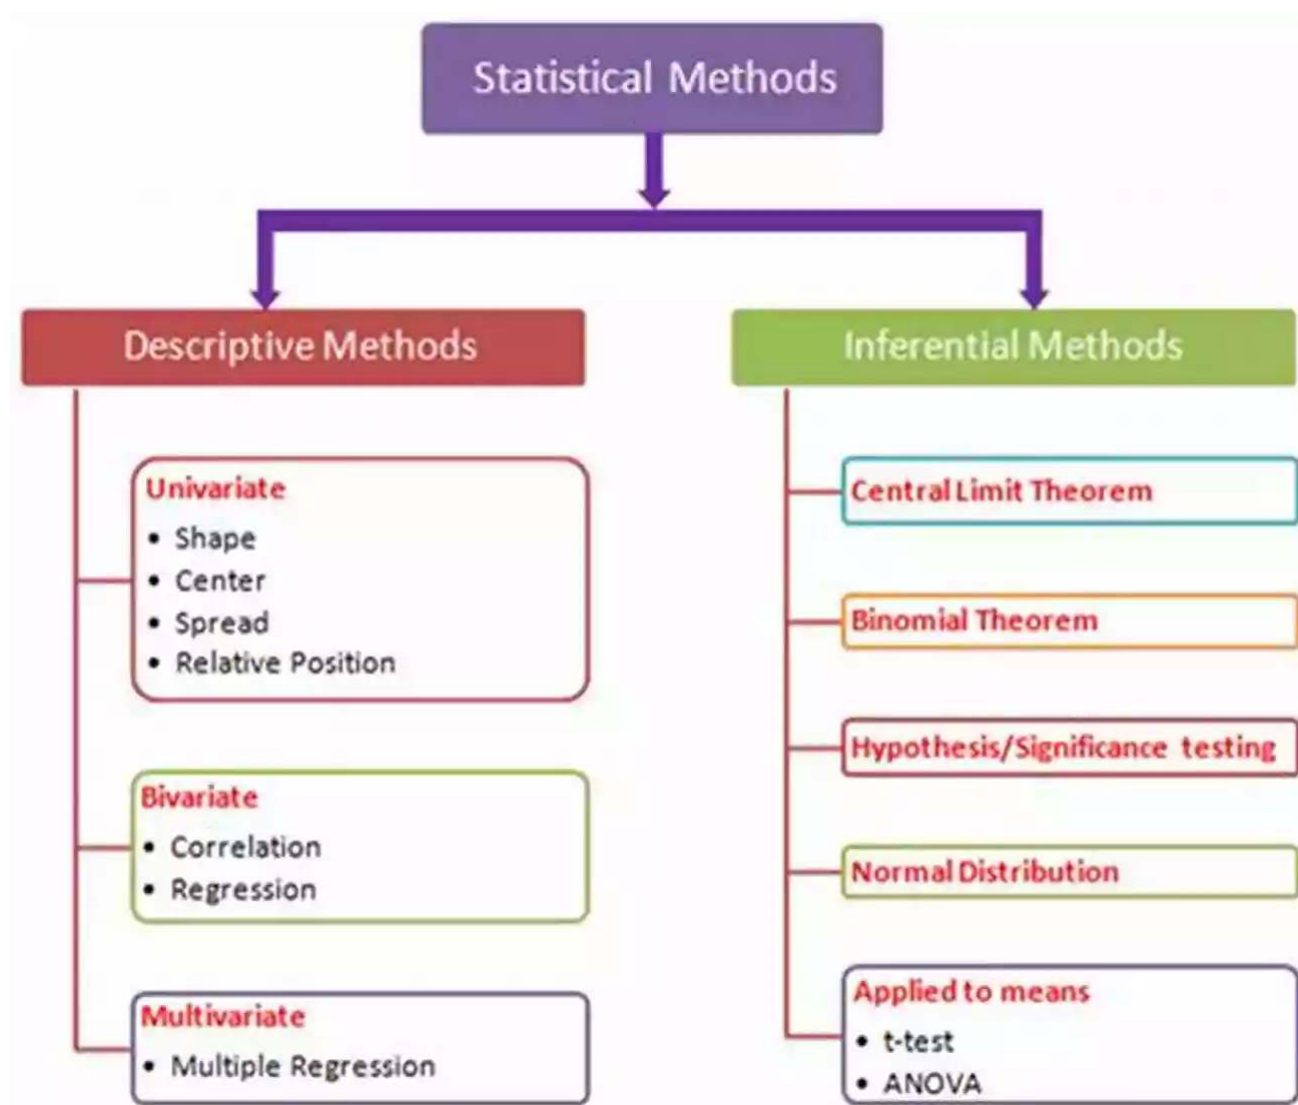 Statistical Methods
Descriptive Methods
Univariate
• Shape
• Center
• Spread
• Relative Position
Bivariate
• Correlation
• Regression
Multivariate
• Multiple Regression
Inferential Methods
Central Limit Theorem
Binomial Theorem
Hypothesis/Significance testing
Normal Distribution
Applied to means
• t-test
• ANOVA